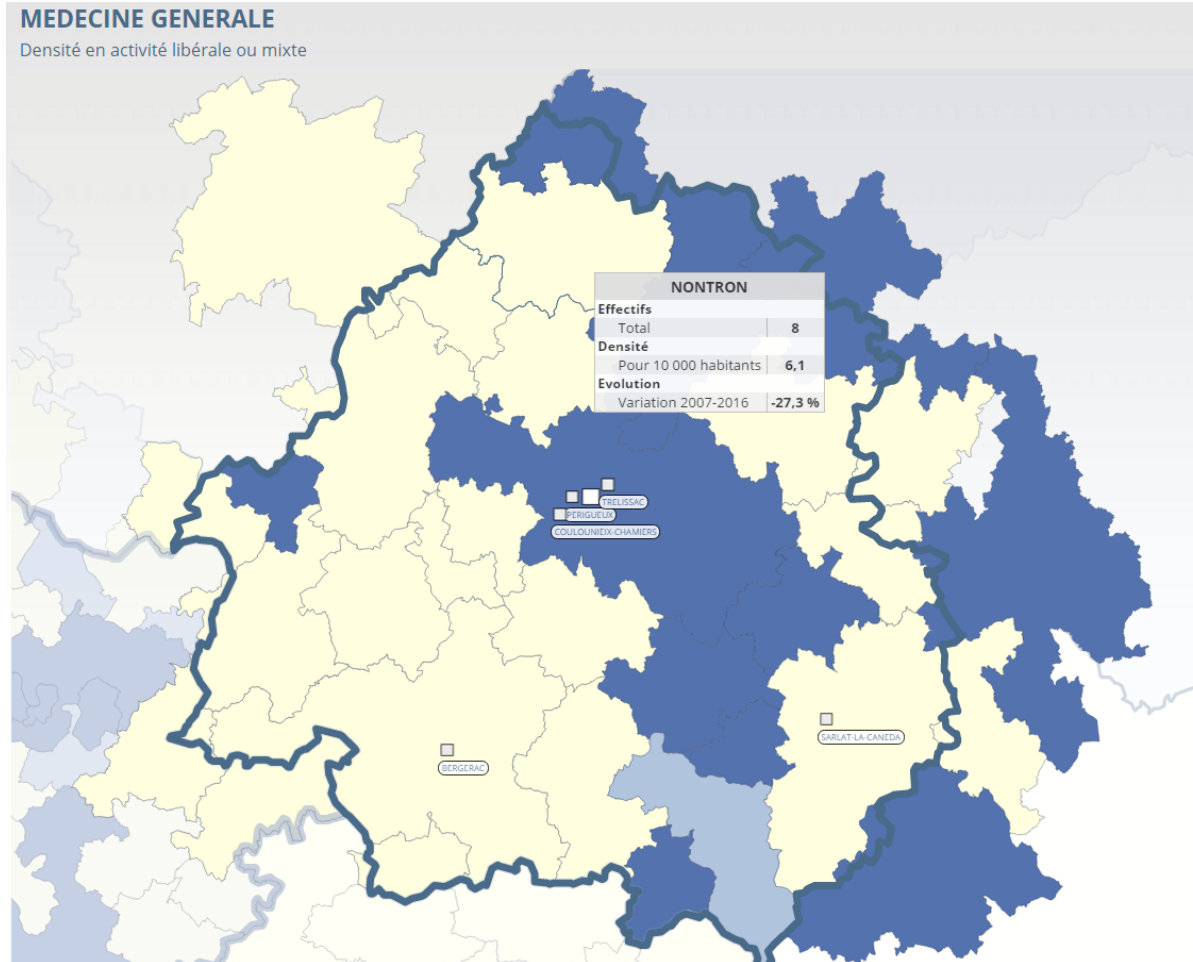 MEDECINE GENERALE
Densité en activité libérale ou mixte
NONTRON
Effectifs
Total 8
Densité
Pour 10 000 habitants 6,1
Evolution
Variation 2007-2016 -27,3 %
TRELISSAC
PERIGUEUX
COULOUNIEIX-CHAMIERS
SARLAT-LA-CANEDA
BERGERAC